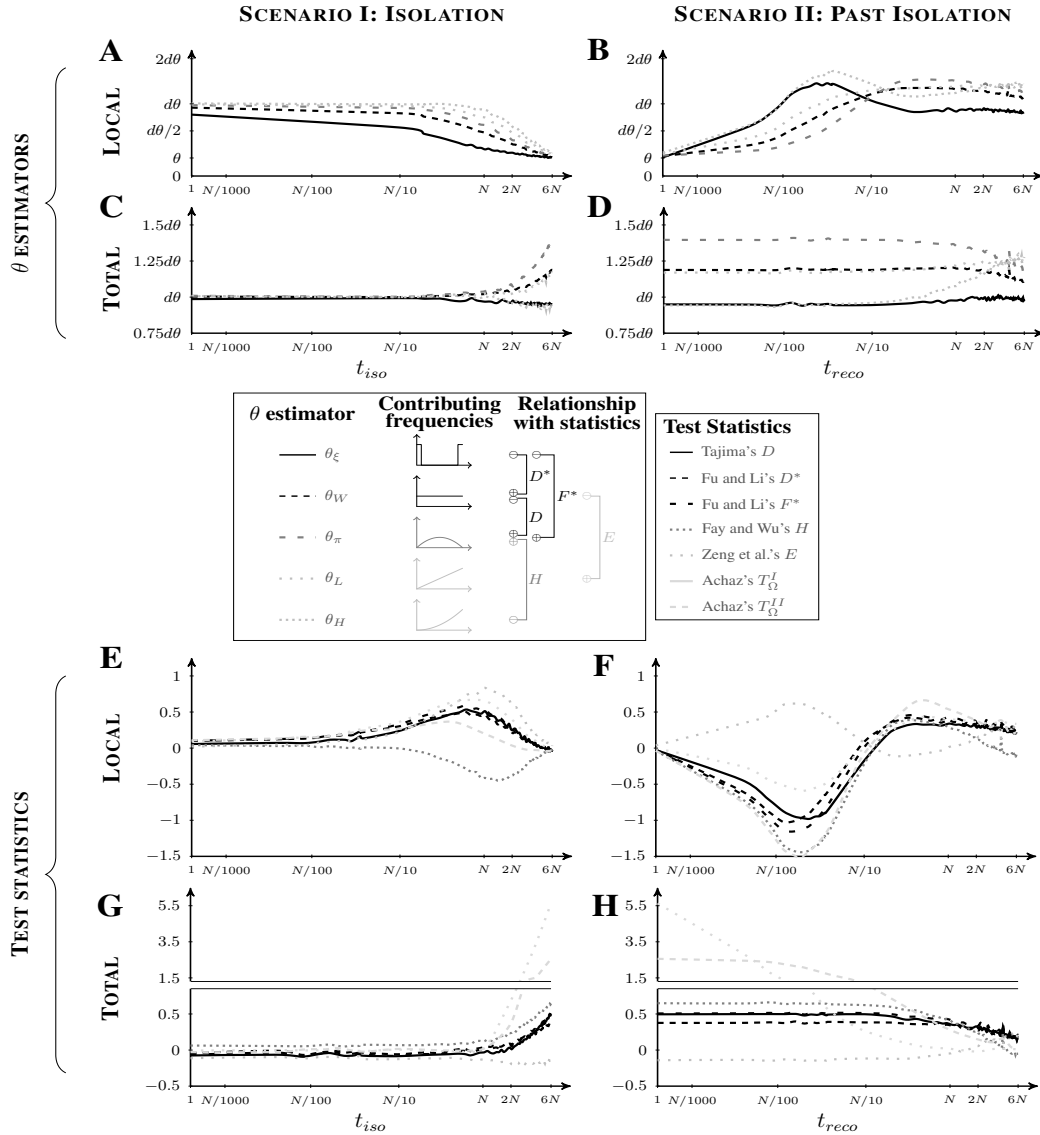 SCENARIO I: ISOLATION
SCENARIO II: PAST ISOLATION
θ ESTIMATORS
LOCAL
A
2dθ
dθ
dθ/2
θ
0
1 N/1000 N/100 N/10 N 2N 6N
B
2dθ
dθ
dθ/2
θ
0
1 N/1000 N/100 N/10 N 2N 6N
TOTAL
C
1.5dθ
1.25dθ
dθ
0.75dθ
1 N/1000 N/100 N/10 N 2N 6N
t_iso
D
1.5dθ
1.25dθ
dθ
0.75dθ
1 N/1000 N/100 N/10 N 2N 6N
t_reco
θ estimator
Contributing frequencies
Relationship with statistics
θ_ξ
θ_W
θ_π
θ_L
θ_H
D*
D
F*
H
E
Test Statistics
Tajima's D
Fu and Li's D*
Fu and Li's F*
Fay and Wu's H
Zeng et al.'s E
Achaz's T_Ω^I
Achaz's T_Ω^II
TEST STATISTICS
LOCAL
E
1
0.5
0
−0.5
−1
−1.5
1 N/1000 N/100 N/10 N 2N 6N
F
1
0.5
0
−0.5
−1
−1.5
1 N/1000 N/100 N/10 N 2N 6N
TOTAL
G
5.5
3.5
1.5
0.5
0
−0.5
1 N/1000 N/100 N/10 N 2N 6N
t_iso
H
5.5
3.5
1.5
0.5
0
−0.5
1 N/1000 N/100 N/10 N 2N 6N
t_reco